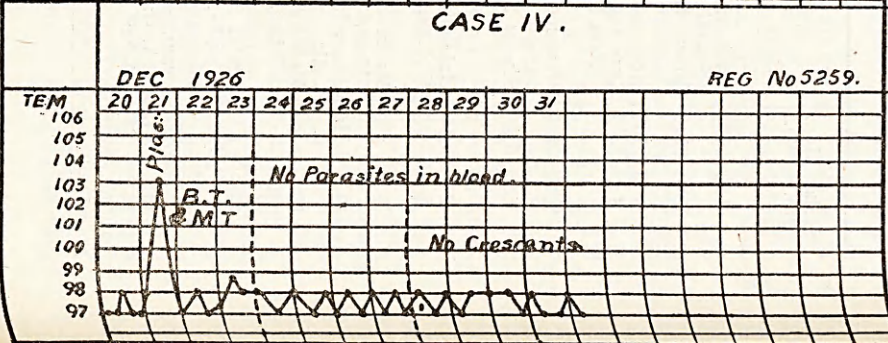 CASE IV.
DEC 1926
REG No 5259.
TEM
20 21 22 23 24 25 26 27 28 29 30 31
106
105
104
103
102
101
100
99
98
97
Plas:
B.T.
& M T
No Parasites in blood.
No Crescants